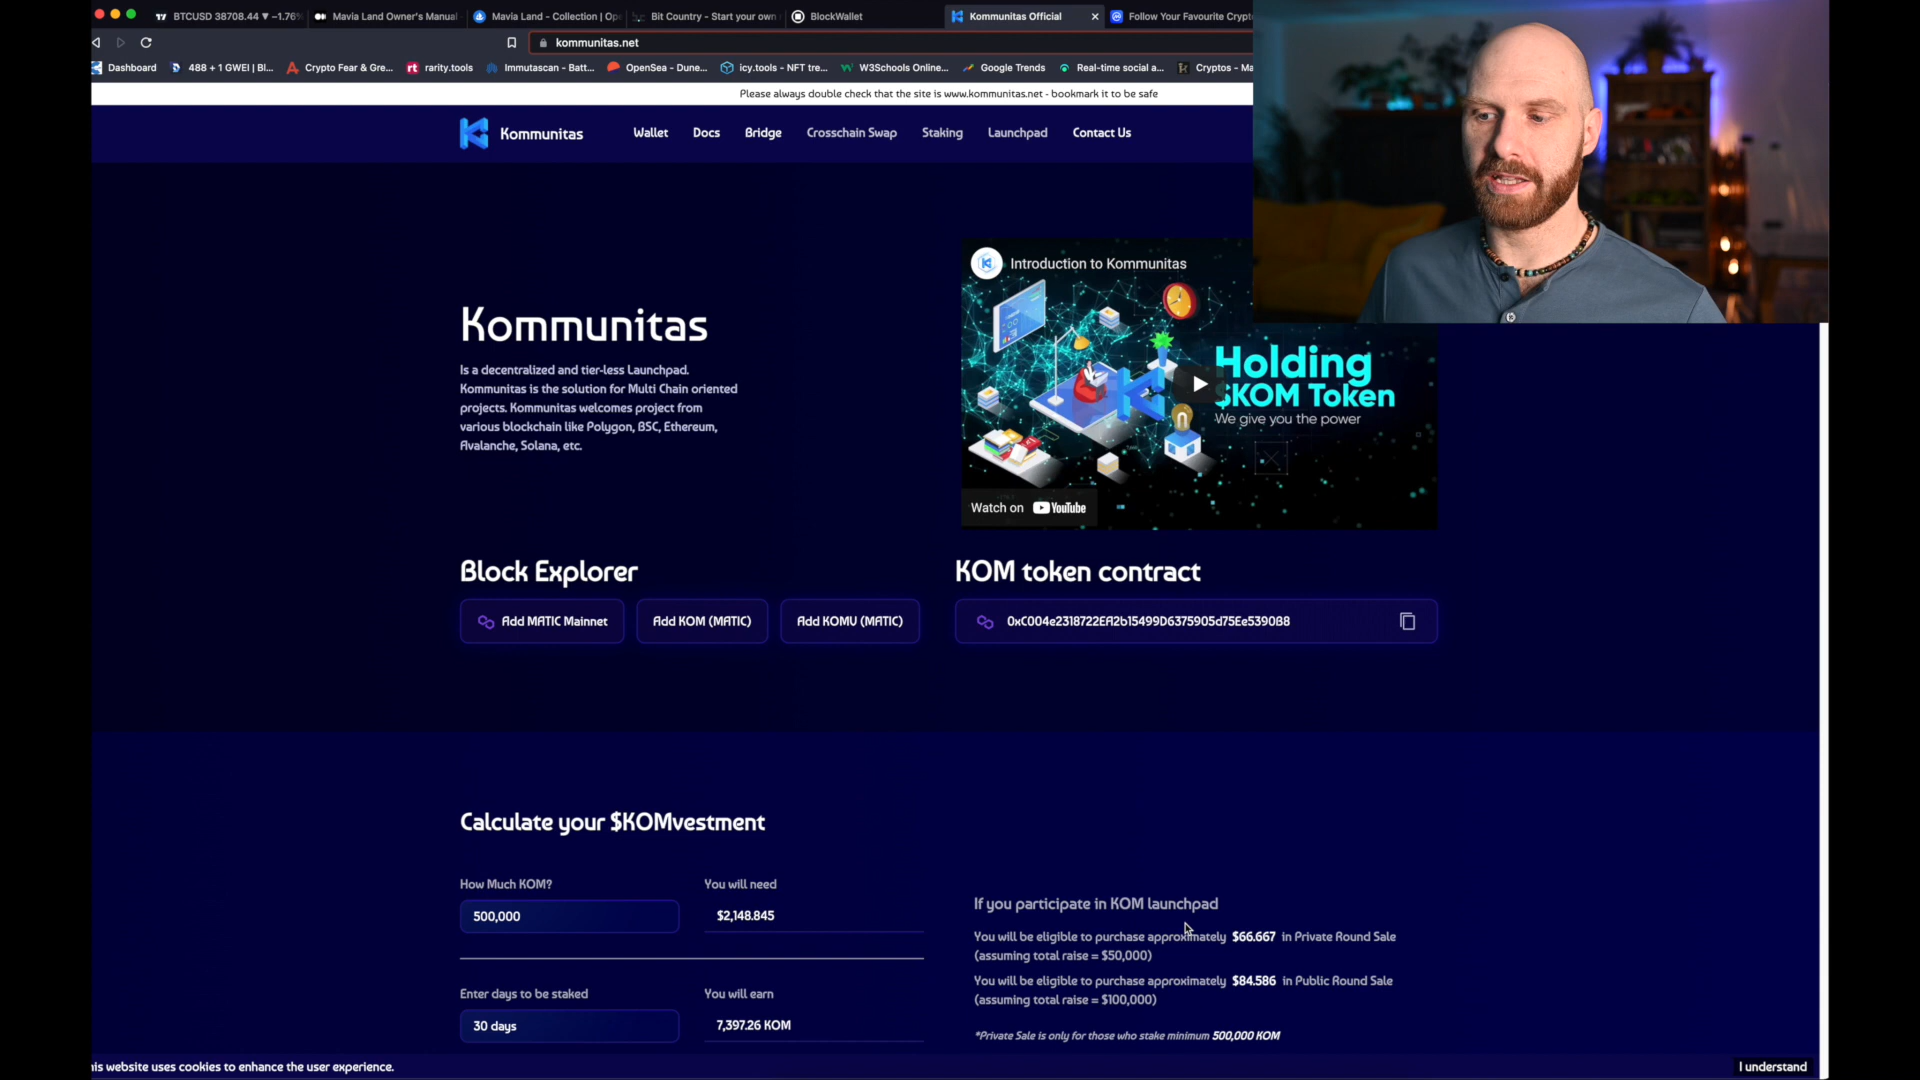 BTCUSD 38708.44 ▼ −1.76%
Mavia Land Owner's Manual
Mavia Land - Collection | Op
Bit Country - Start your own
BlockWallet
Kommunitas Official
Follow Your Favourite Crypt
kommunitas.net
Dashboard
488 + 1 GWEI | Bl...
Crypto Fear & Gre...
rarity.tools
Immutascan - Batt...
OpenSea - Dune...
icy.tools - NFT tre...
W3Schools Online...
Google Trends
Real-time social a...
Cryptos - Ma
Please always double check that the site is www.kommunitas.net - bookmark it to be safe
Kommunitas
Wallet
Docs
Bridge
Crosschain Swap
Staking
Launchpad
Contact Us
Introduction to Kommunitas
Holding
$KOM Token
We give you the power
Watch on YouTube
Kommunitas
Is a decentralized and tier-less Launchpad.
Kommunitas is the solution for Multi Chain oriented
projects. Kommunitas welcomes project from
various blockchain like Polygon, BSC, Ethereum,
Avalanche, Solana, etc.
Block Explorer
Add MATIC Mainnet
Add KOM (MATIC)
Add KOMV (MATIC)
KOM token contract
0xC004e2318722EA2b15499D6375905d75Ee5390B8
Calculate your $KOMvestment
How Much KOM?
You will need
500,000
$2,148.845
Enter days to be staked
You will earn
30 days
7,397.26 KOM
If you participate in KOM launchpad
You will be eligible to purchase approximately $66.667 in Private Round Sale
(assuming total raise = $50,000)
You will be eligible to purchase approximately $84.586 in Public Round Sale
(assuming total raise = $100,000)
*Private Sale is only for those who stake minimum 500,000 KOM
his website uses cookies to enhance the user experience.
I understand